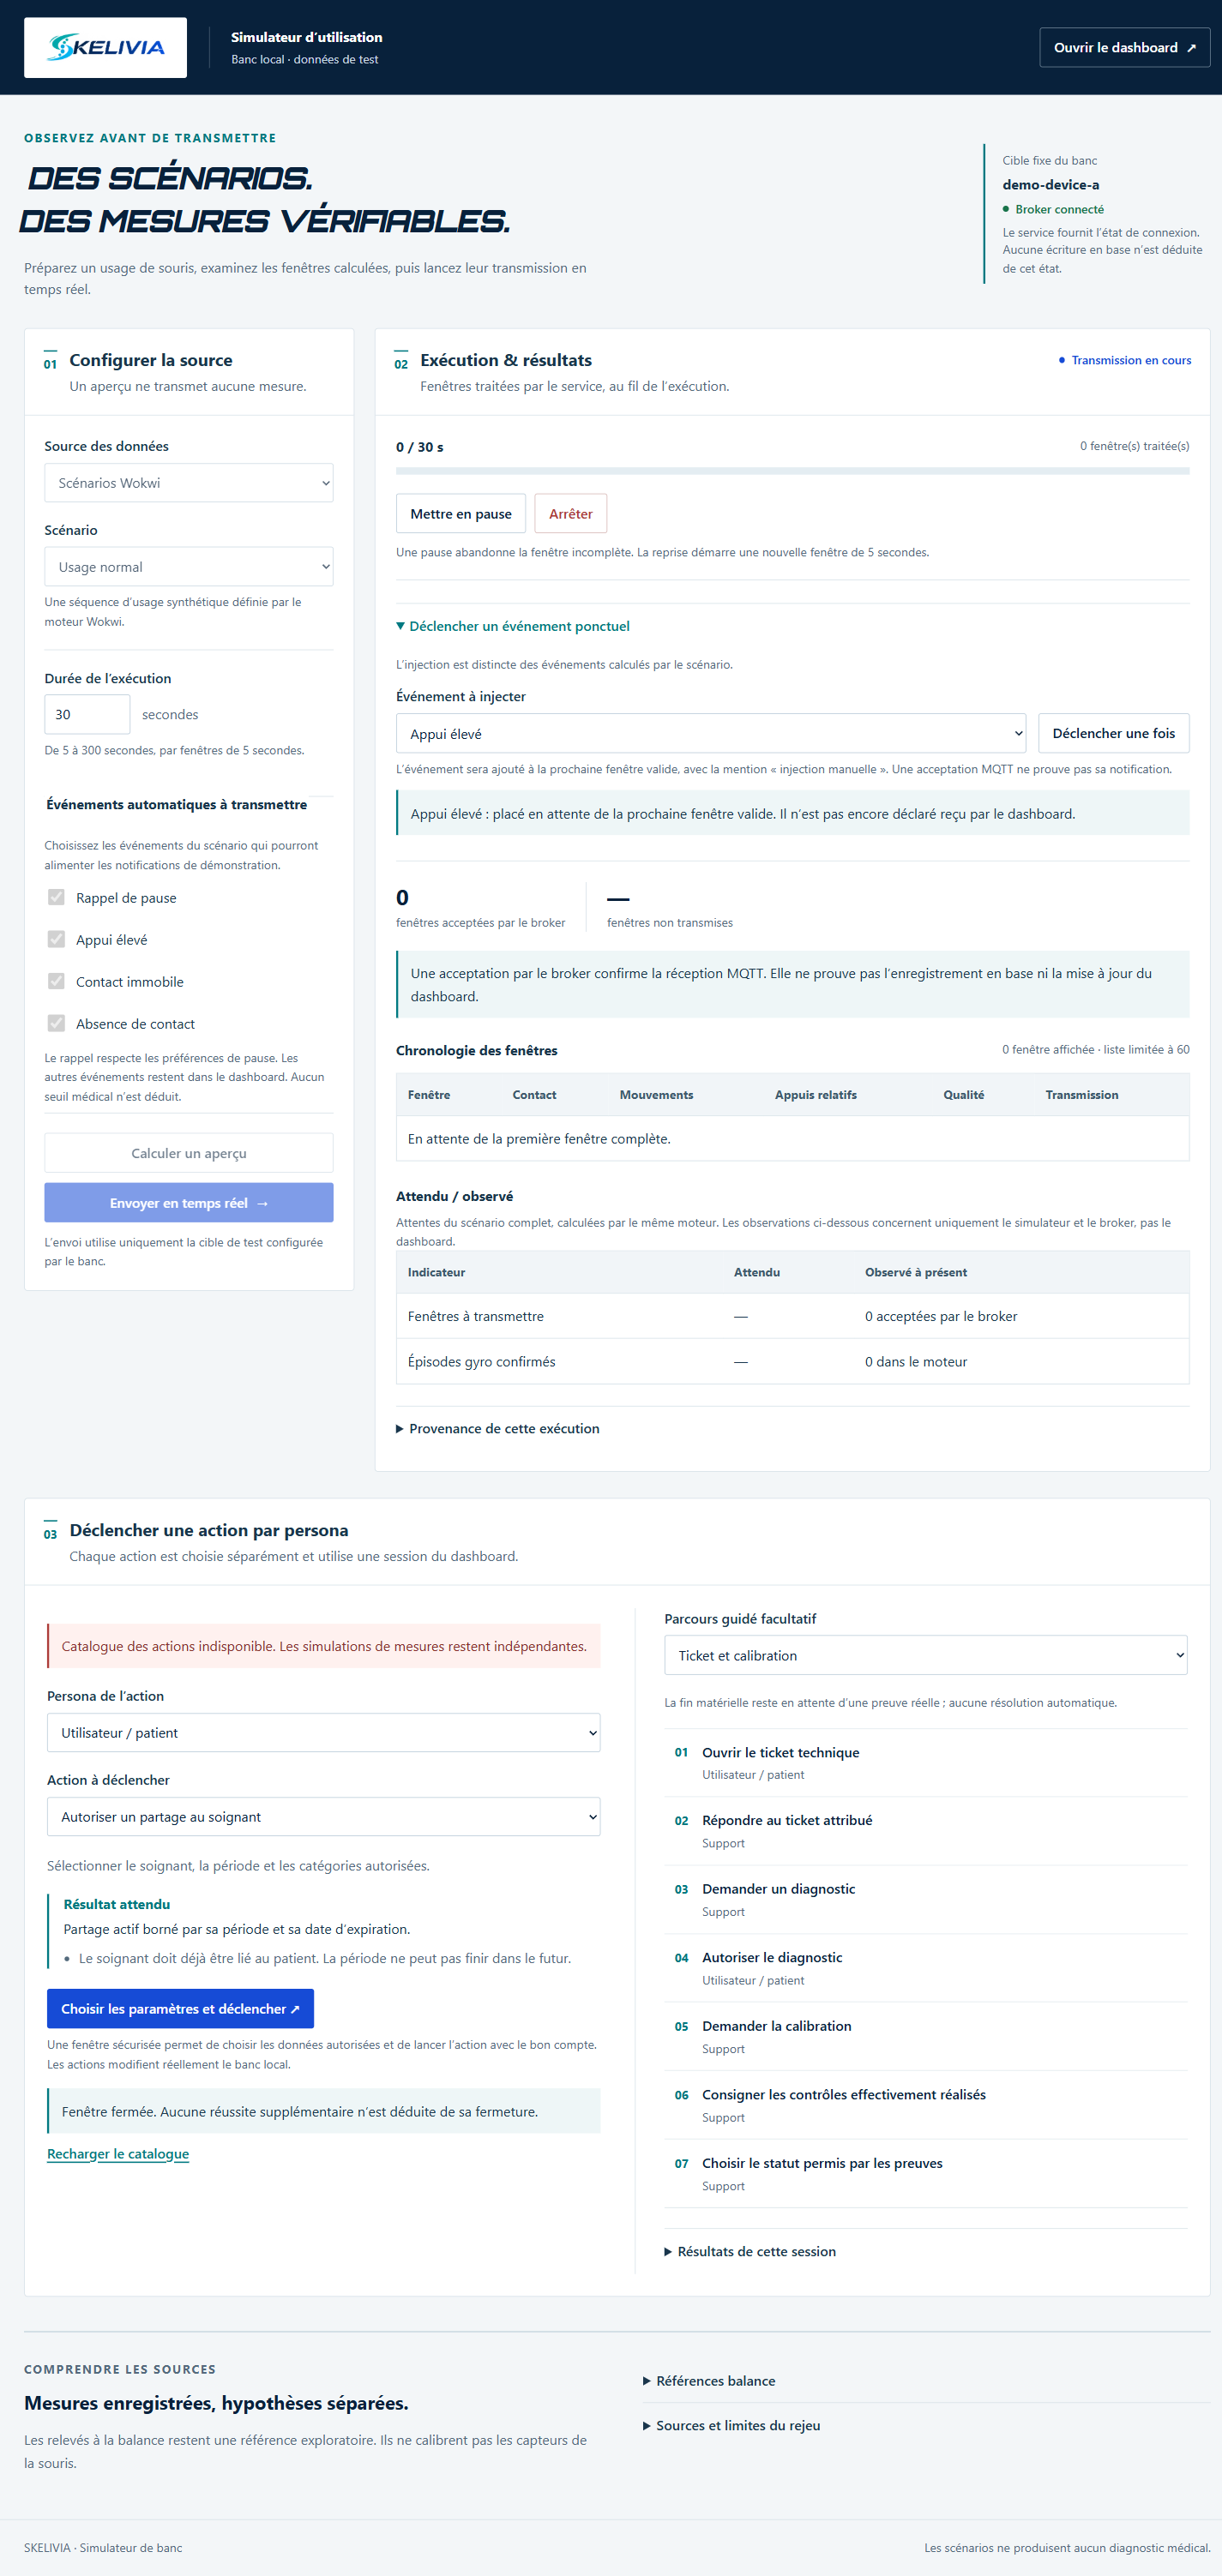 SKELIVIA
Simulateur d'utilisation
Banc local · données de test
Ouvrir le dashboard ↗
OBSERVEZ AVANT DE TRANSMETTRE
DES SCÉNARIOS.
DES MESURES VÉRIFIABLES.
Préparez un usage de souris, examinez les fenêtres calculées, puis lancez leur transmission en
temps réel.
Cible fixe du banc
demo-device-a
Broker connecté
Le service fournit l'état de connexion.
Aucune écriture en base n'est déduite
de cet état.
01 Configurer la source
Un aperçu ne transmet aucune mesure.
Source des données
Scénarios Wokwi
Scénario
Usage normal
Une séquence d'usage synthétique définie par le
moteur Wokwi.
Durée de l'exécution
30 secondes
De 5 à 300 secondes, par fenêtres de 5 secondes.
Événements automatiques à transmettre
Choisissez les événements du scénario qui pourront
alimenter les notifications de démonstration.
Rappel de pause
Appui élevé
Contact immobile
Absence de contact
Le rappel respecte les préférences de pause. Les
autres événements restent dans le dashboard. Aucun
seuil médical n'est déduit.
Calculer un aperçu
Envoyer en temps réel →
L'envoi utilise uniquement la cible de test configurée
par le banc.
02 Exécution & résultats
Fenêtres traitées par le service, au fil de l'exécution.
Transmission en cours
0 / 30 s
0 fenêtre(s) traitée(s)
Mettre en pause
Arrêter
Une pause abandonne la fenêtre incomplète. La reprise démarre une nouvelle fenêtre de 5 secondes.
▼ Déclencher un événement ponctuel
L'injection est distincte des événements calculés par le scénario.
Événement à injecter
Appui élevé
Déclencher une fois
L'événement sera ajouté à la prochaine fenêtre valide, avec la mention « injection manuelle ». Une acceptation MQTT ne prouve pas sa notification.
Appui élevé : placé en attente de la prochaine fenêtre valide. Il n'est pas encore déclaré reçu par le dashboard.
0
fenêtres acceptées par le broker
—
fenêtres non transmises
Une acceptation par le broker confirme la réception MQTT. Elle ne prouve pas l'enregistrement en base ni la mise à jour du
dashboard.
Chronologie des fenêtres
0 fenêtre affichée · liste limitée à 60
Fenêtre Contact Mouvements Appuis relatifs Qualité Transmission
En attente de la première fenêtre complète.
Attendu / observé
Attentes du scénario complet, calculées par le même moteur. Les observations ci-dessous concernent uniquement le simulateur et le broker, pas le
dashboard.
Indicateur Attendu Observé à présent
Fenêtres à transmettre — 0 acceptées par le broker
Épisodes gyro confirmés — 0 dans le moteur
▶ Provenance de cette exécution
03 Déclencher une action par persona
Chaque action est choisie séparément et utilise une session du dashboard.
Catalogue des actions indisponible. Les simulations de mesures restent indépendantes.
Persona de l'action
Utilisateur / patient
Action à déclencher
Autoriser un partage au soignant
Sélectionner le soignant, la période et les catégories autorisées.
Résultat attendu
Partage actif borné par sa période et sa date d'expiration.
• Le soignant doit déjà être lié au patient. La période ne peut pas finir dans le futur.
Choisir les paramètres et déclencher ↗
Une fenêtre sécurisée permet de choisir les données autorisées et de lancer l'action avec le bon compte.
Les actions modifient réellement le banc local.
Fenêtre fermée. Aucune réussite supplémentaire n'est déduite de sa fermeture.
Recharger le catalogue
Parcours guidé facultatif
Ticket et calibration
La fin matérielle reste en attente d'une preuve réelle ; aucune résolution automatique.
01 Ouvrir le ticket technique
Utilisateur / patient
02 Répondre au ticket attribué
Support
03 Demander un diagnostic
Support
04 Autoriser le diagnostic
Utilisateur / patient
05 Demander la calibration
Support
06 Consigner les contrôles effectivement réalisés
Support
07 Choisir le statut permis par les preuves
Support
▶ Résultats de cette session
COMPRENDRE LES SOURCES
Mesures enregistrées, hypothèses séparées.
Les relevés à la balance restent une référence exploratoire. Ils ne calibrent pas les capteurs de
la souris.
▶ Références balance
▶ Sources et limites du rejeu
SKELIVIA · Simulateur de banc
Les scénarios ne produisent aucun diagnostic médical.